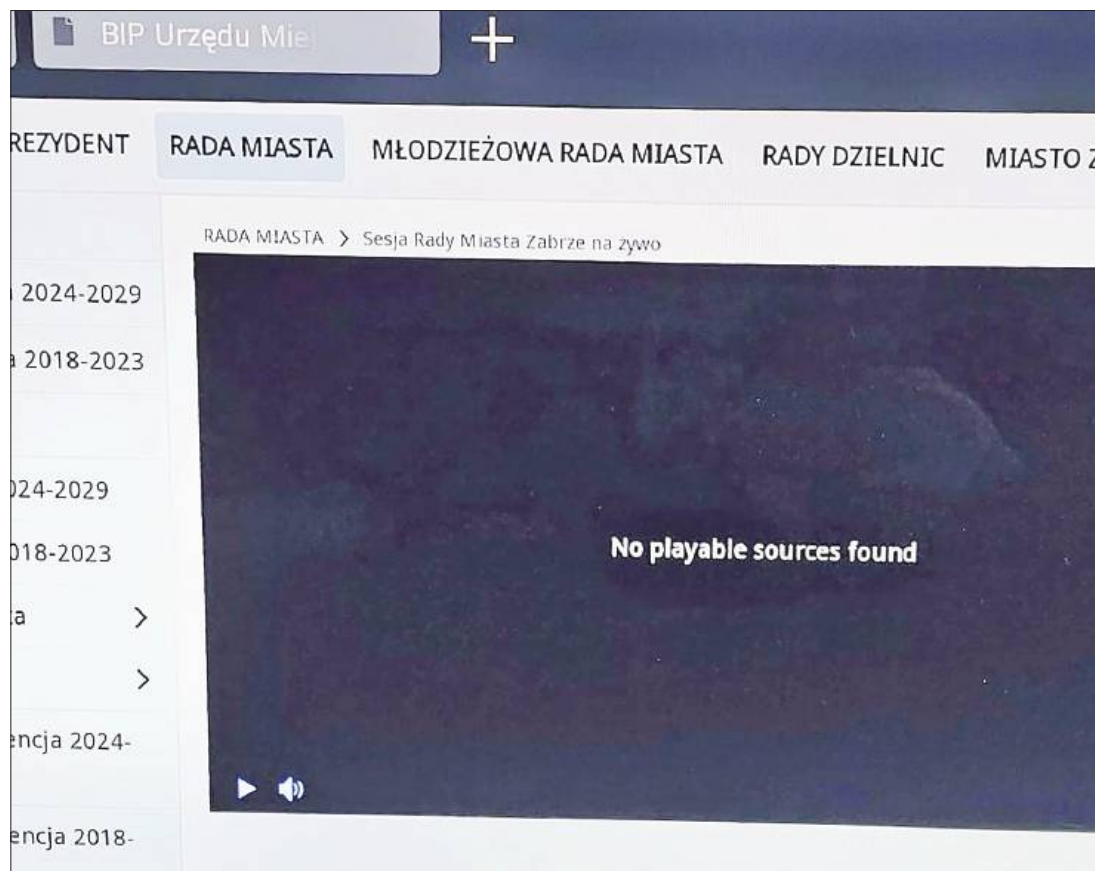 BIP Urzędu Mie
REZYDENT RADA MIASTA MŁODZIEŻOWA RADA MIASTA RADY DZIELNIC MIASTO Z
RADA MIASTA > Sesja Rady Miasta Zabrze na żywo
2024-2029
a 2018-2023
024-2029
018-2023
ta
encja 2024-
encja 2018-
No playable sources found